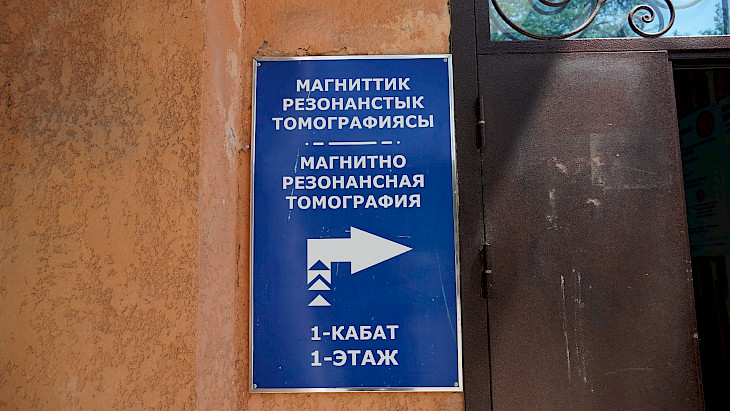 МАГНИТТИК
РЕЗОНАНСТЫК
ТОМОГРАФИЯСЫ
МАГНИТНО
РЕЗОНАНСНАЯ
ТОМОГРАФИЯ
1-КАБАТ
1-ЭТАЖ